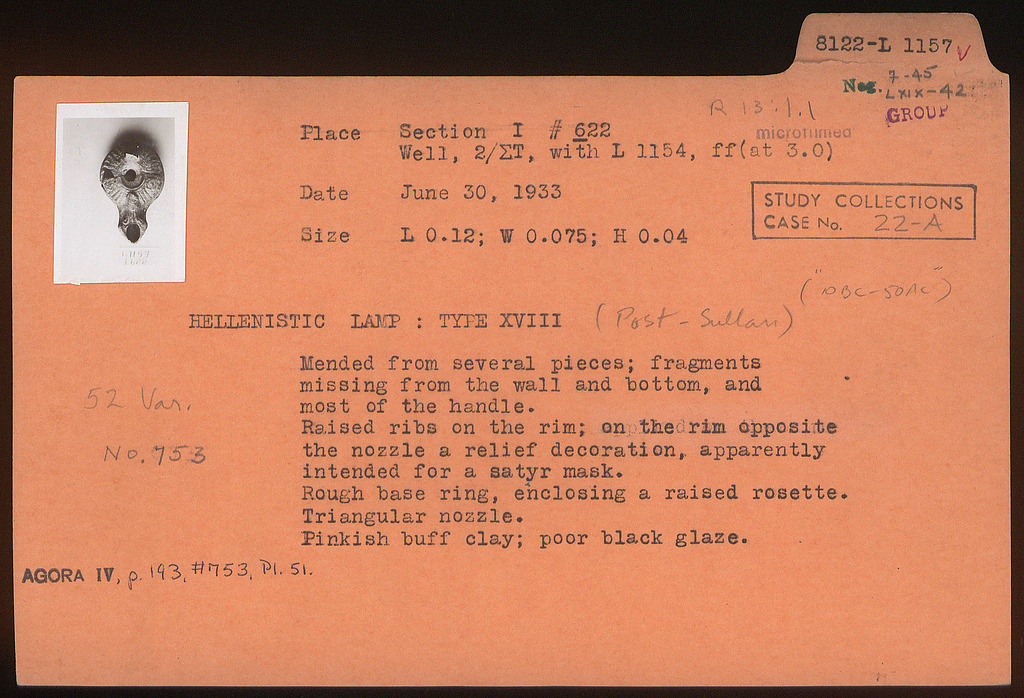 8122-L 1157 v
Neg. 7-45
LXIX-42
GROUP
R 13:1.1
microfilmed
Place Section I # 622
Well, 2/ΣΤ, with L 1154, ff(at 3.0)
Date June 30, 1933
STUDY COLLECTIONS
CASE No. 22-A
Size L 0.12; W 0.075; H 0.04
L 1157
HELLENISTIC LAMP : TYPE XVIII (Post-Sullan)
Mended from several pieces; fragments
missing from the wall and bottom, and
most of the handle.
52 Var.
Raised ribs on the rim; on the rim opposite
the nozzle a relief decoration, apparently
No. 753
intended for a satyr mask.
Rough base ring, enclosing a raised rosette.
Triangular nozzle.
Pinkish buff clay; poor black glaze.
AGORA IV, p. 193, #753, Pl. 51.